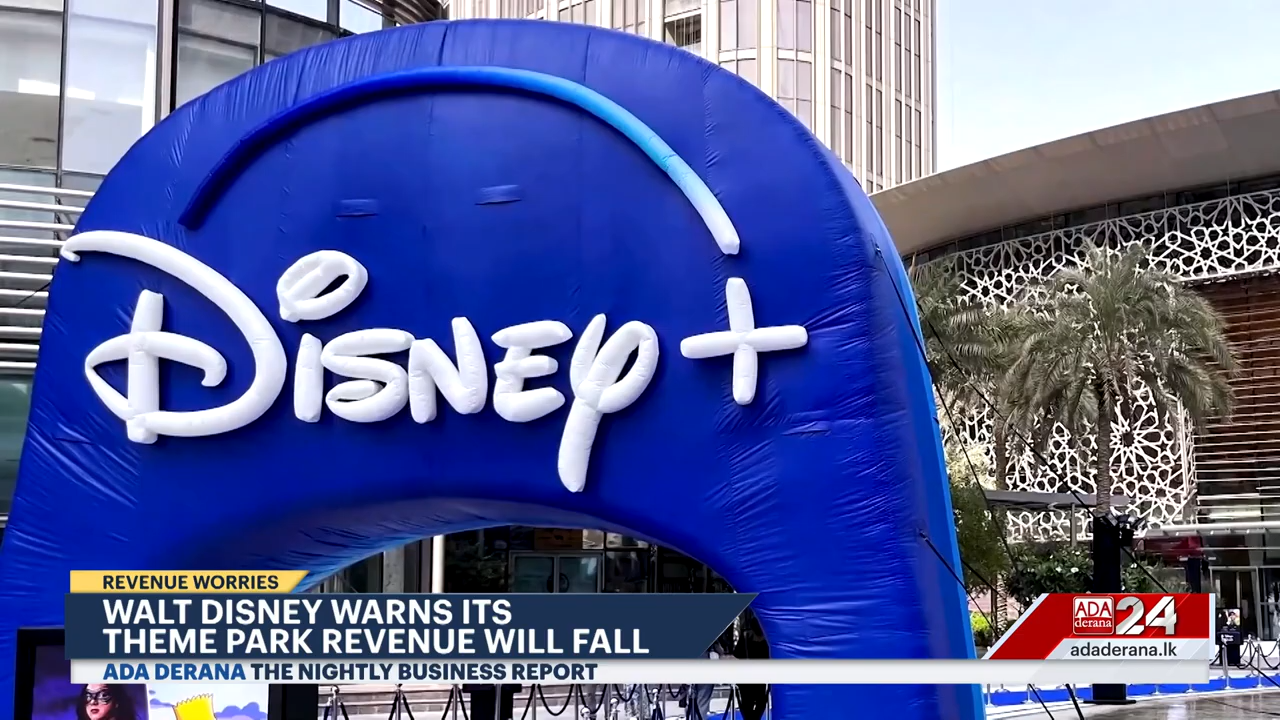 Disney+
REVENUE WORRIES
WALT DISNEY WARNS ITS
THEME PARK REVENUE WILL FALL
ADA DERANA THE NIGHTLY BUSINESS REPORT
ADA
derana
24
adaderana.lk